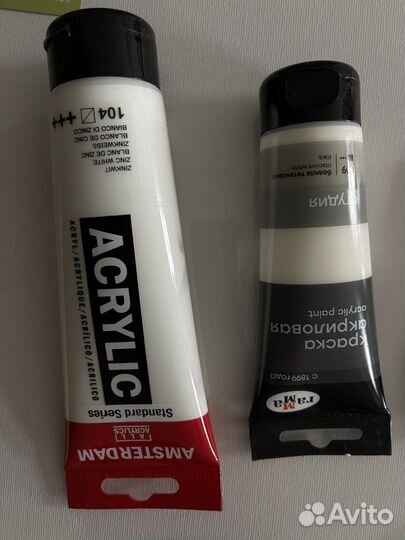 104 +++
ZINKWIT
ZINC WHITE
BLANC DE ZINC
ZINKWEISS
BLANCO DE CINC
BIANCO DI ZINCO
ACRYLIC
ACRYL/ACRYLIQUE/ACRÍLICO/ACRILICO
Standard Series
ALL
ACRYLICS
AMSTERDAM
белила титановые
titanium white
PW6
студия
краска
акриловая
acrylic paint
с 1899 года
гамма
Avito